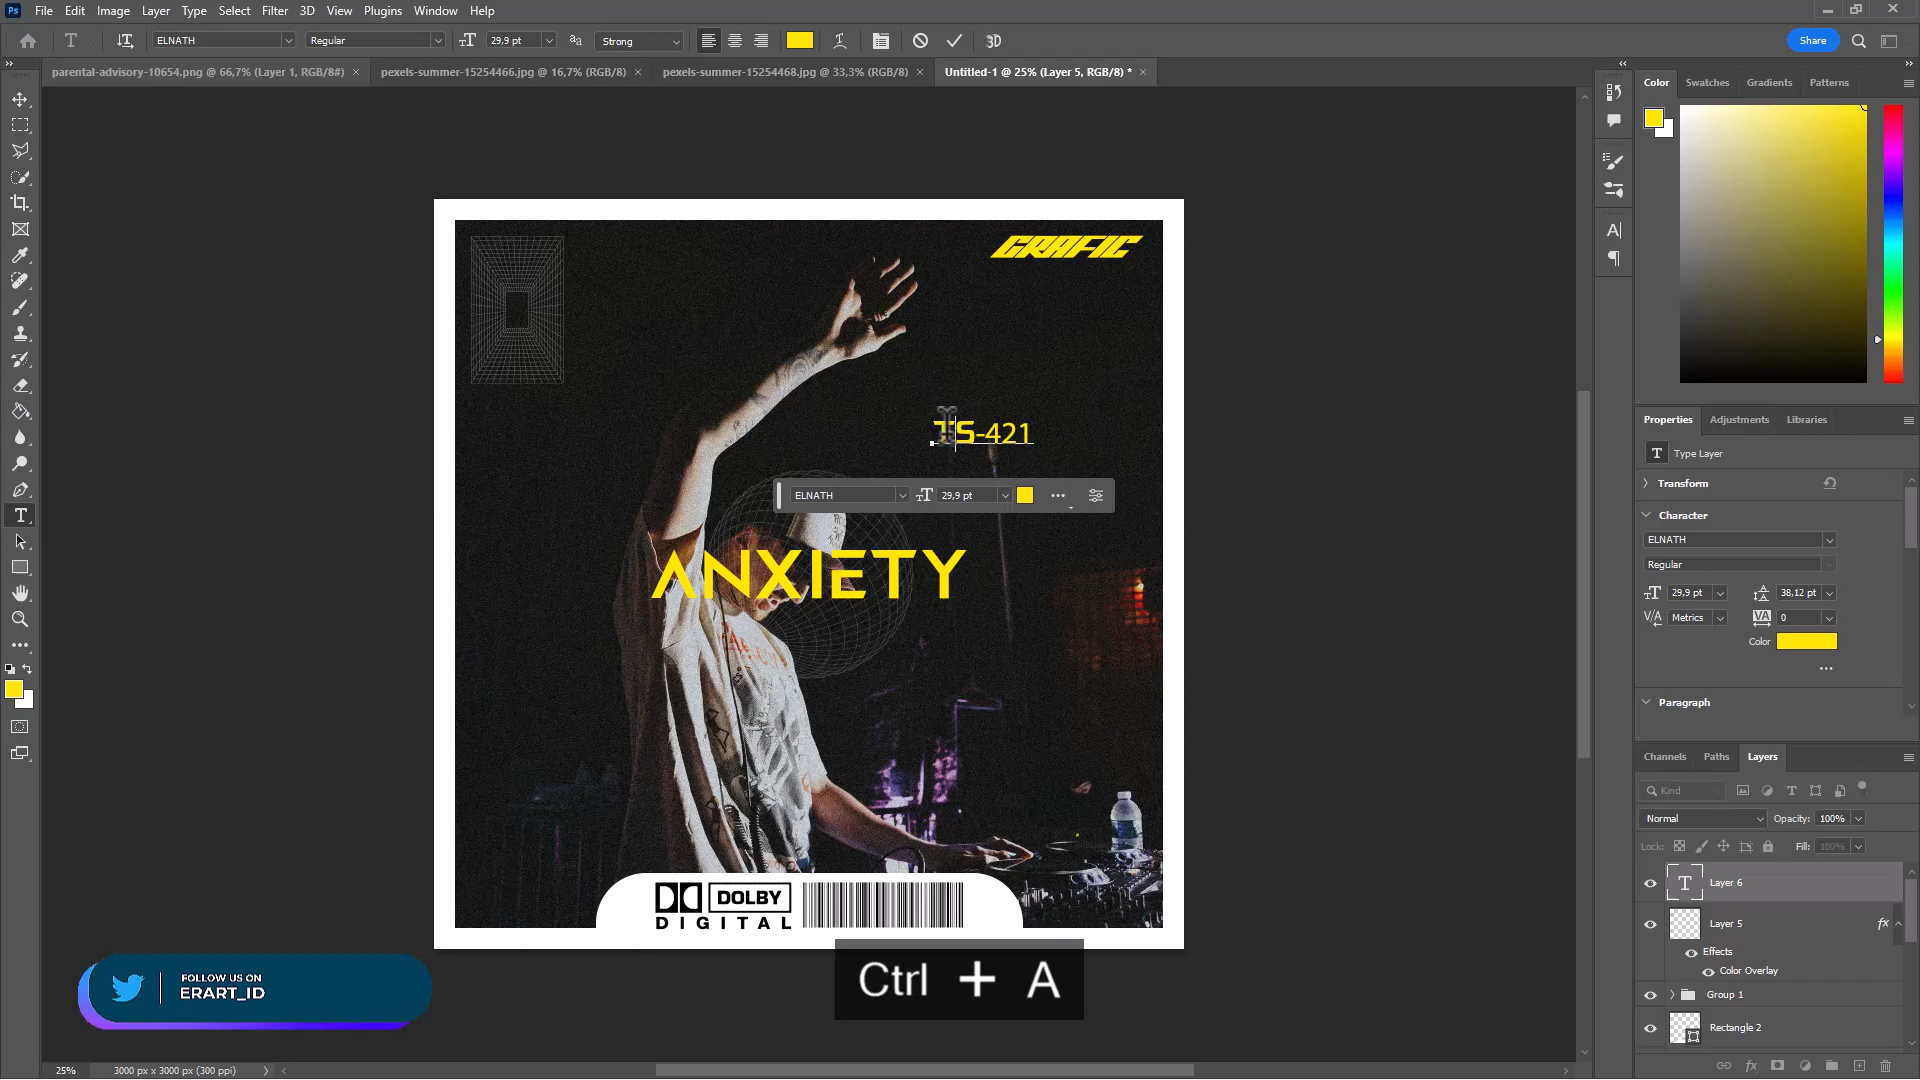 Ps File Edit Image Layer Type Select Filter 3D View Plugins Window Help
ELNATH Regular 29,9 pt Strong 3D Share
parental-advisory-10654.png @ 66,7% (Layer 1, RGB/8#) × pexels-summer-15254466.jpg @ 16,7% (RGB/8) × pexels-summer-15254468.jpg @ 33,3% (RGB/8) × Untitled-1 @ 25% (Layer 5, RGB/8) * ×
Color Swatches Gradients Patterns
GRAFIC
TS-421
ELNATH 29,9 pt
ANXIETY
DOLBY
DIGITAL
FOLLOW US ON
ERART_ID
Ctrl + A
25% 3000 px x 3000 px (300 ppi)
Properties Adjustments Libraries
Type Layer
Transform
Character
ELNATH
Regular
29,9 pt 38,12 pt
Metrics 0
Color
Paragraph
Channels Paths Layers
Kind
Normal Opacity: 100%
Lock: Fill: 100%
Layer 6
Layer 5 fx
Effects
Color Overlay
Group 1
Rectangle 2